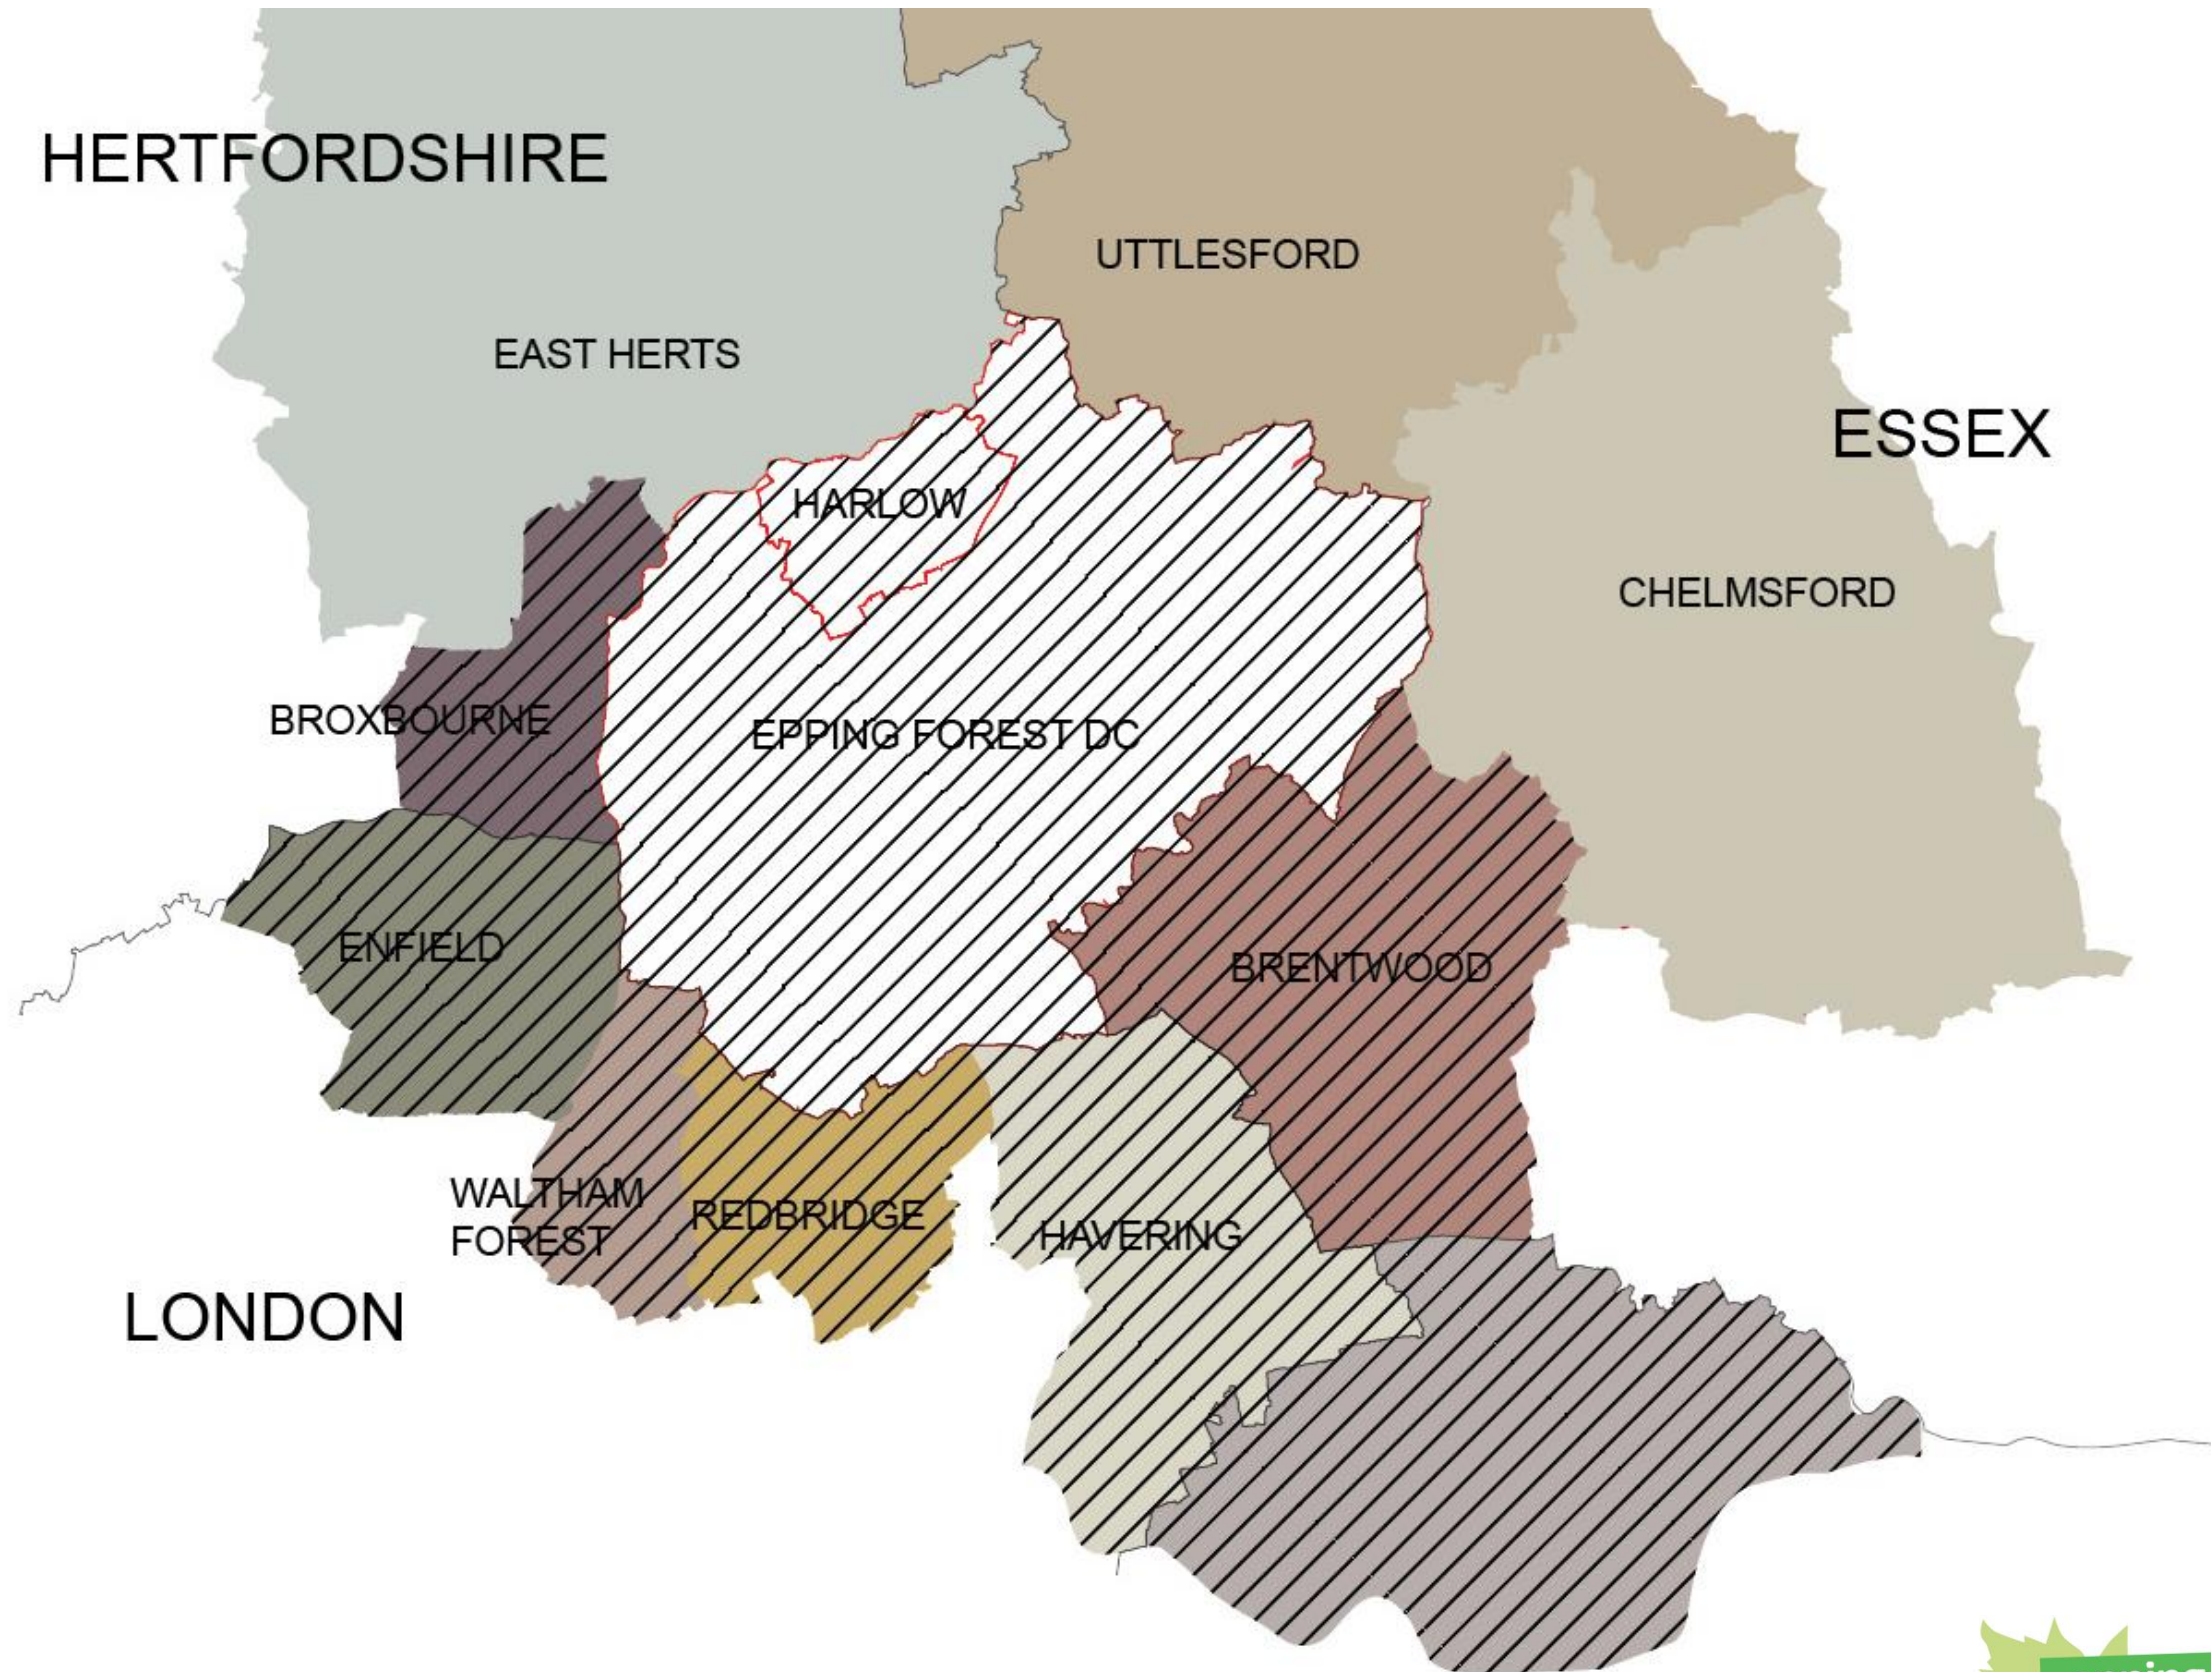 HERTFORDSHIRE
UTTLESFORD
EAST HERTS
ESSEX
HARLOW
CHELMSFORD
BROXBOURNE
EPPING FOREST DC
ENFIELD
BRENTWOOD
WALTHAM
FOREST
REDBRIDGE
HAVERING
LONDON